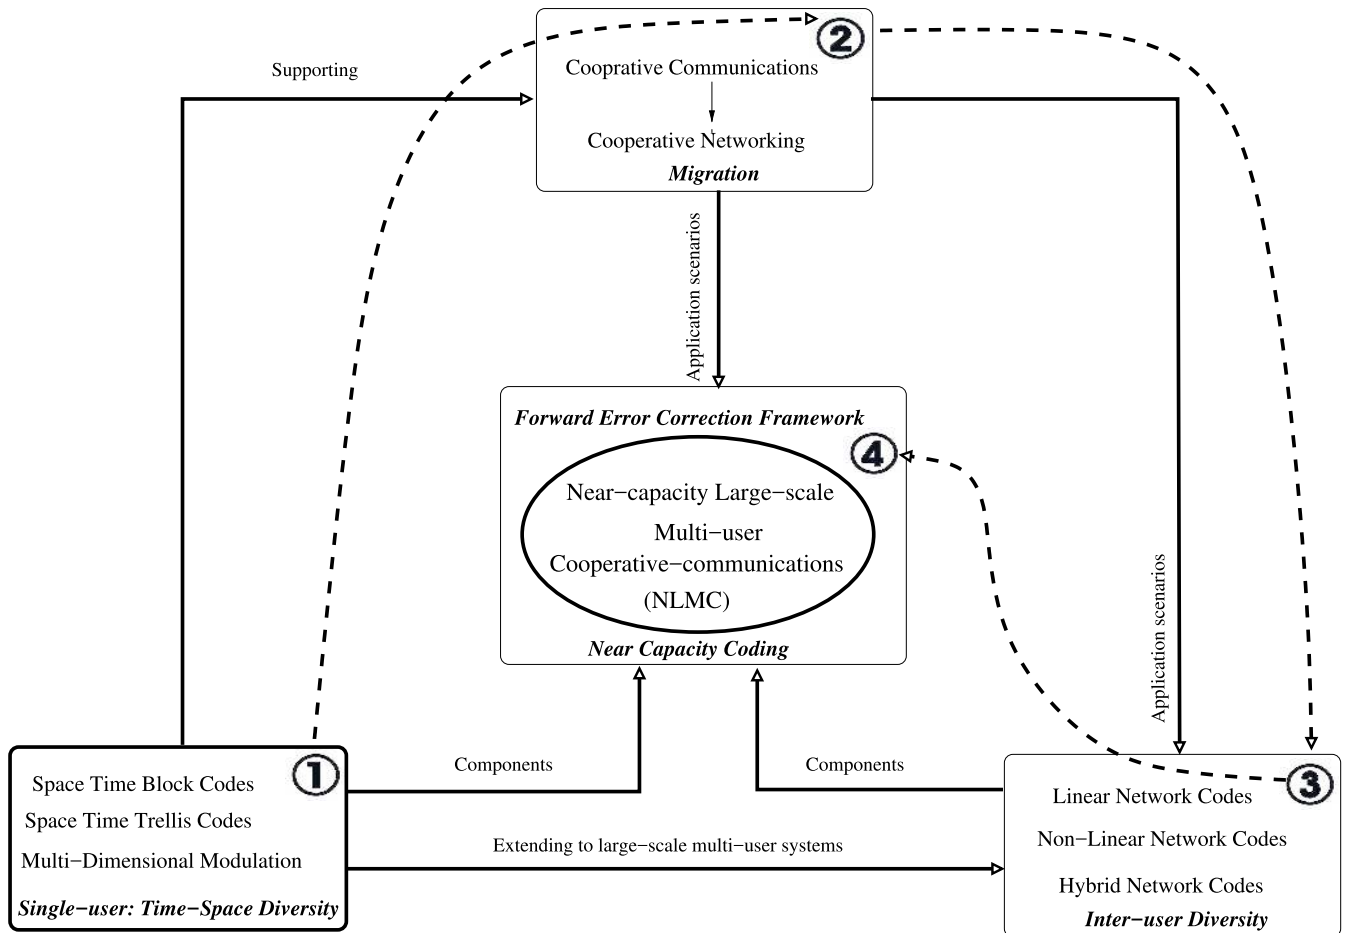 Supporting
2
Cooprative Communications
Cooperative Networking
Migration
Application scenarios
Forward Error Correction Framework
4
Near−capacity Large−scale
Multi−user
Cooperative−communications
(NLMC)
Near Capacity Coding
Application scenarios
1
Space Time Block Codes
Space Time Trellis Codes
Multi−Dimensional Modulation
Single−user: Time−Space Diversity
Components
Components
Extending to large−scale multi−user systems
3
Linear Network Codes
Non−Linear Network Codes
Hybrid Network Codes
Inter−user Diversity